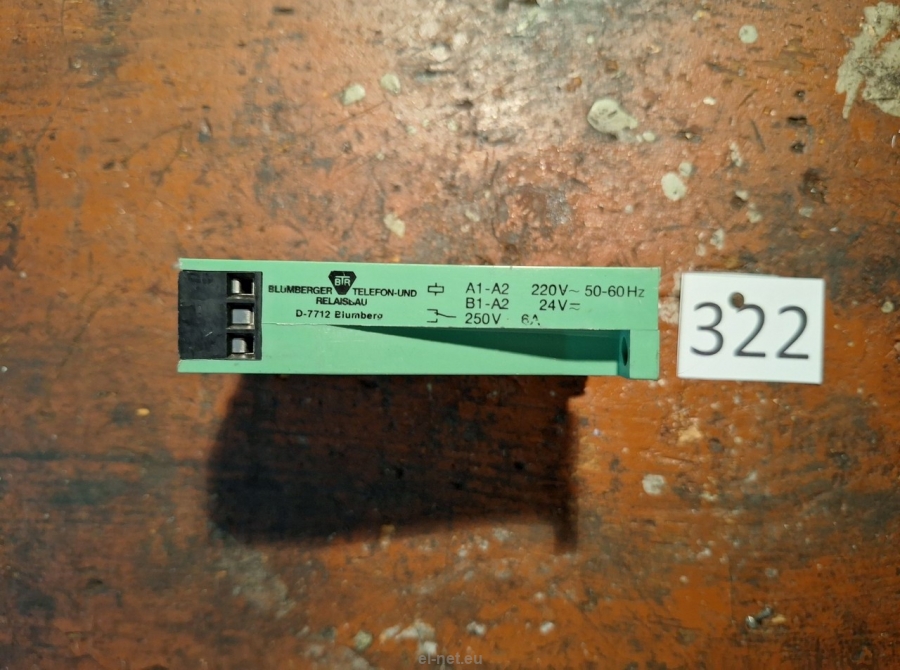 BTR
BLUMBERGER TELEFON-UND
RELAISBAU
D-7712 Blumberg
A1-A2 220V~ 50-60Hz
B1-A2 24V⎓
250V 6A
322
el-net.eu